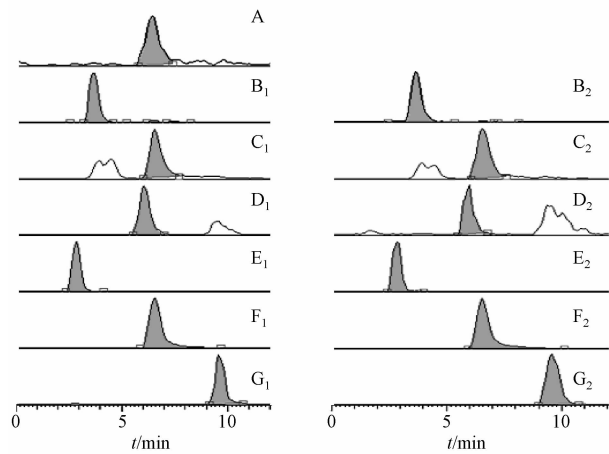 A
B₁ B₂
C₁ C₂
D₁ D₂
E₁ E₂
F₁ F₂
G₁ G₂
0 5 10 5 10
t/min t/min